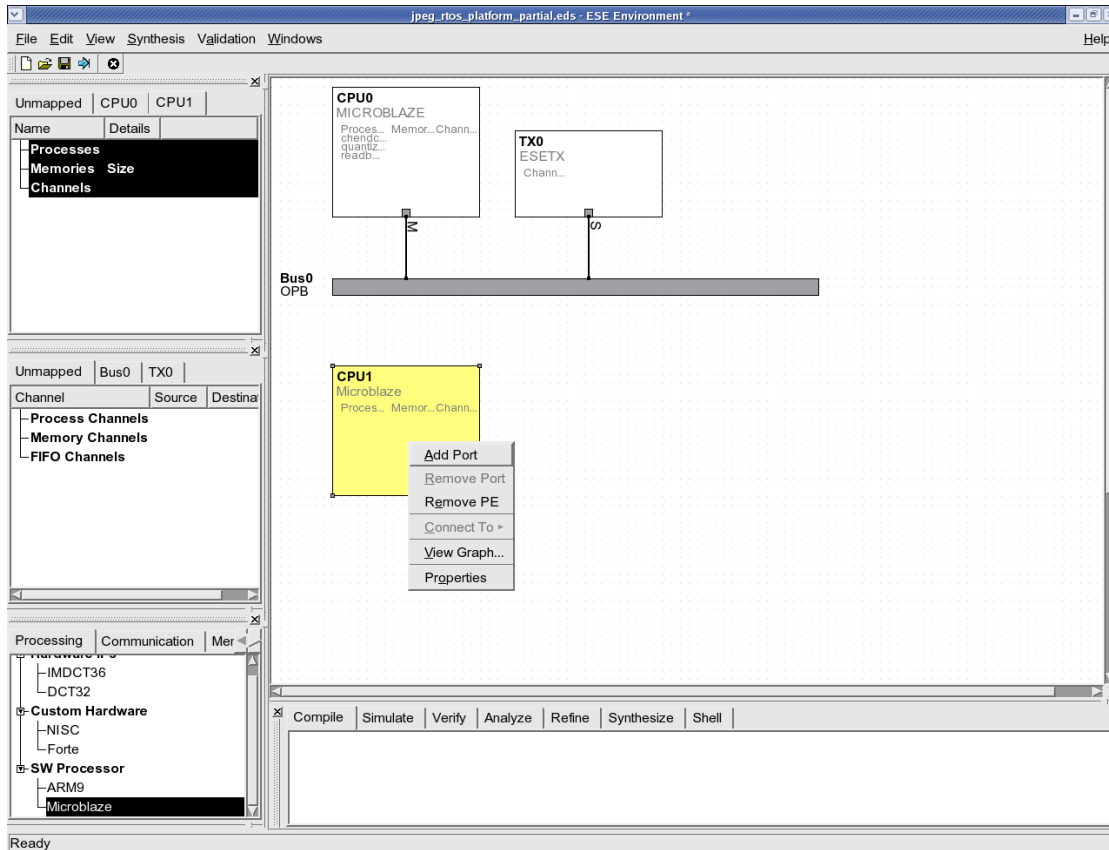 jpeg_rtos_platform_partial.eds - ESE Environment *
File Edit View Synthesis Validation Windows Help
Unmapped CPU0 CPU1
Name Details
Processes
Memories Size
Channels
Unmapped Bus0 TX0
Channel Source Destina
Process Channels
Memory Channels
FIFO Channels
Processing Communication Mer
IMDCT36
DCT32
Custom Hardware
NISC
Forte
SW Processor
ARM9
Microblaze
CPU0
MICROBLAZE
Proces... Memor... Chann...
chendc...
quantiz...
readb...
TX0
ESETX
Chann...
M
S
Bus0
OPB
CPU1
Microblaze
Proces... Memor... Chann...
Add Port
Remove Port
Remove PE
Connect To
View Graph...
Properties
Compile Simulate Verify Analyze Refine Synthesize Shell
Ready